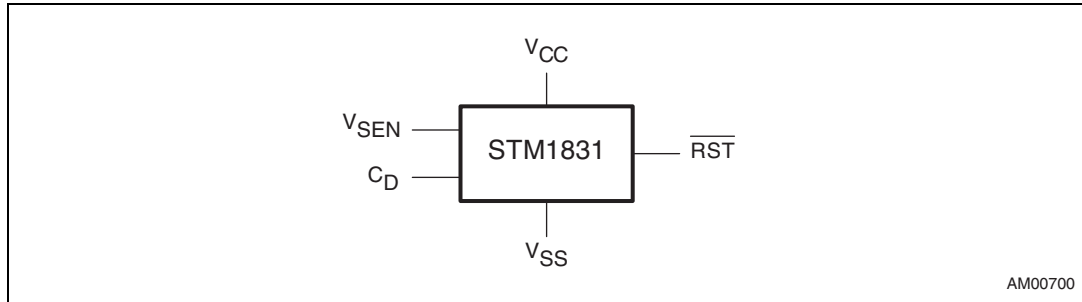 VCC
VSEN
STM1831
RST
CD
VSS
AM00700